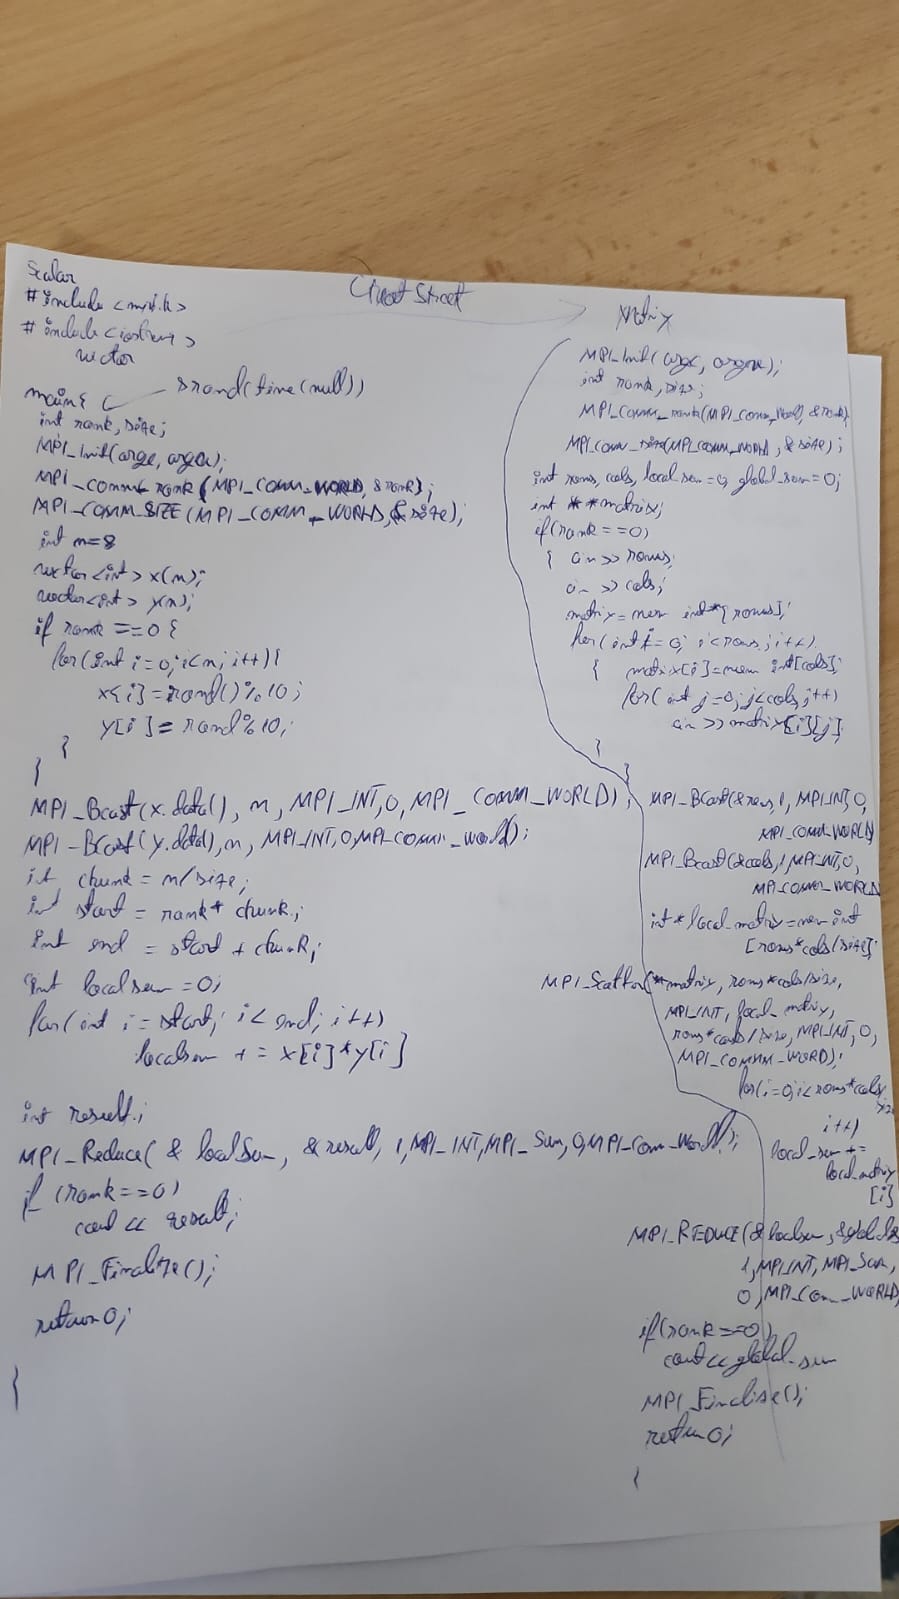 Scalar
Cheat Street
#include <mpi.h>
#include <iostream>
vector
main{
srand(time(null))
int rank, size;
MPI_Init(argc, argv);
MPI_comm_rank(MPI_COMM_WORLD, &rank);
MPI_COMM_SIZE(MPI_COMM_WORLD, &size);
int n=8
vector<int> x(n);
vector<int> y(n);
if rank ==0 {
for(int i=0; i<n; i++){
x[i]=rand()%10;
y[i]= rand%10;
}
}
MPI_Bcast(x.data(), n, MPI_INT,0, MPI_COMM_WORLD);
MPI_Bcast(y.data),n, MPI_INT,0,MPI_comm_world);
int chunk = n/size;
int start = rank* chunk;
int end = start + chunk;
int localsum =0;
for(int i=start; i< end; i++)
localsum += x[i]*y[i]
int result;
MPI_Reduce( & localSum, &result, 1, MPI_INT, MPI_Sum, 0, MPI_Com_World);
if (rank==0)
cout << result;
MPI_Finalize();
return 0;
}
Matrix
MPI_Init(argc, argv);
int rank, size;
MPI_Comm_rank(MPI_Comm_World, &rank);
MPI_Comm_size(MPI_COMM_WORLD, &size);
int rows, cols, local_sum=0, global_sum=0;
int **matrix;
if(rank==0)
{ cin >> rows;
cin >> cols;
matrix=new int*[rows];
for(int i=0; i<rows; i++)
{ matrix[i]=new int[cols];
for(int j=0; j<cols; j++)
cin >> matrix[i][j];
}
}
MPI_Bcast(&rows, 1, MPI_INT,0,
MPI_COMM_WORLD)
MPI_Bcast(&cols,1,MPI_INT,0,
MPI_COMM_WORLD
int* local_matrix=new int
[rows*cols/size];
MPI_Scatter(**matrix, rows*cols/size,
MPI_INT, local_matrix,
rows*cols/size, MPI_INT, 0,
MPI_COMMM_WORD);
for(i=0;i<rows*cols/
size
i++)
local_sum +=
local_matrix
[i]
MPI_REDUCE(&localsum,
1, MPI_INT, MPI_Sum,
0, MPI_Com_WORLD,
if(rank==0)
cout<<global_sum
MPI_Finalise();
return 0;
}